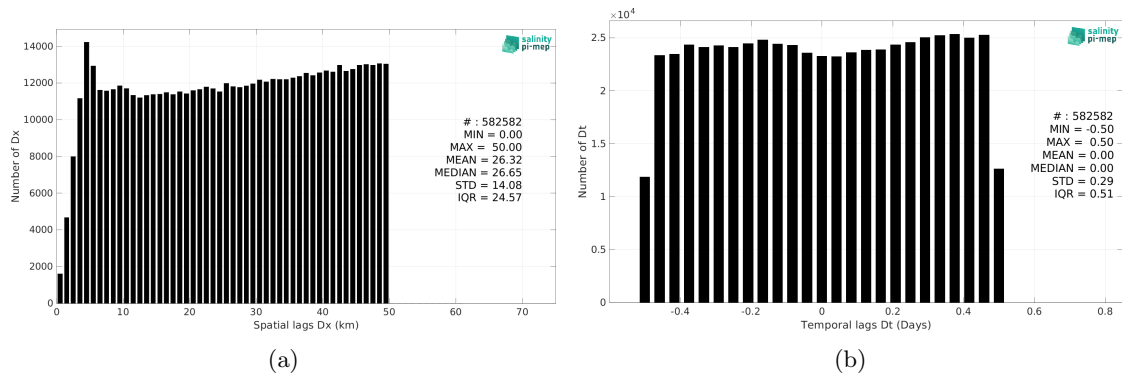 salinity
pi-mep
14000
12000
10000
8000
6000
4000
2000
0
Number of Dx
# : 582582
MIN = 0.00
MAX = 50.00
MEAN = 26.32
MEDIAN = 26.65
STD = 14.08
IQR = 24.57
0 10 20 30 40 50 60 70
Spatial lags Dx (km)
(a)
×10⁴
salinity
pi-mep
2.5
2
1.5
1
0.5
0
Number of Dt
# : 582582
MIN = -0.50
MAX = 0.50
MEAN = 0.00
MEDIAN = 0.00
STD = 0.29
IQR = 0.51
-0.4 -0.2 0 0.2 0.4 0.6 0.8
Temporal lags Dt (Days)
(b)